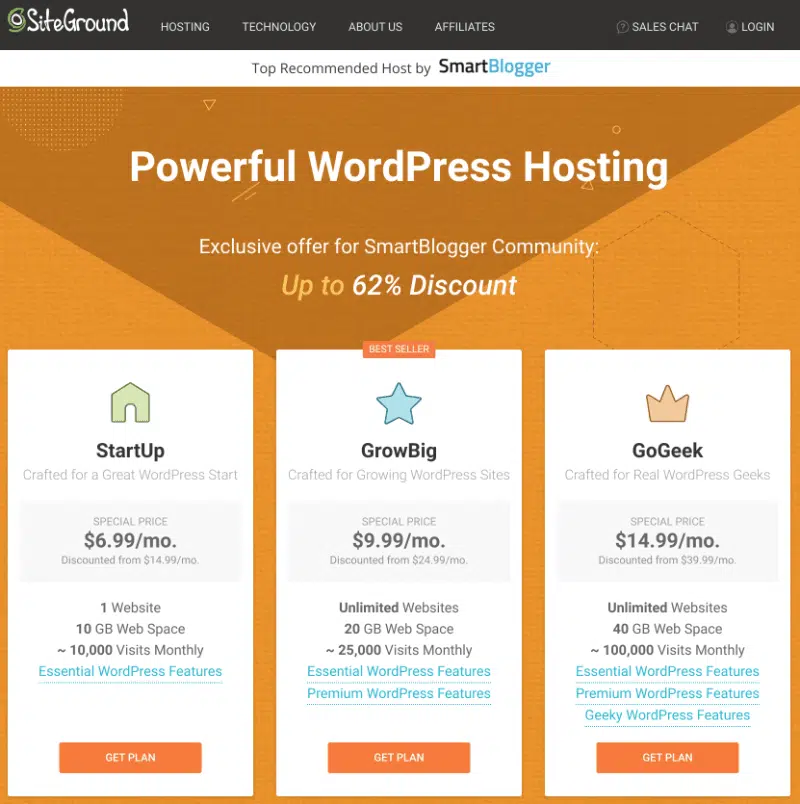 SiteGround HOSTING TECHNOLOGY ABOUT US AFFILIATES SALES CHAT LOGIN
Top Recommended Host by SmartBlogger
Powerful WordPress Hosting
Exclusive offer for SmartBlogger Community:
Up to 62% Discount
StartUp
Crafted for a Great WordPress Start
SPECIAL PRICE
$6.99/mo.
Discounted from $14.99/mo.
1 Website
10 GB Web Space
~ 10,000 Visits Monthly
Essential WordPress Features
GET PLAN
BEST SELLER
GrowBig
Crafted for Growing WordPress Sites
SPECIAL PRICE
$9.99/mo.
Discounted from $24.99/mo.
Unlimited Websites
20 GB Web Space
~ 25,000 Visits Monthly
Essential WordPress Features
Premium WordPress Features
GET PLAN
GoGeek
Crafted for Real WordPress Geeks
SPECIAL PRICE
$14.99/mo.
Discounted from $39.99/mo.
Unlimited Websites
40 GB Web Space
~ 100,000 Visits Monthly
Essential WordPress Features
Premium WordPress Features
Geeky WordPress Features
GET PLAN